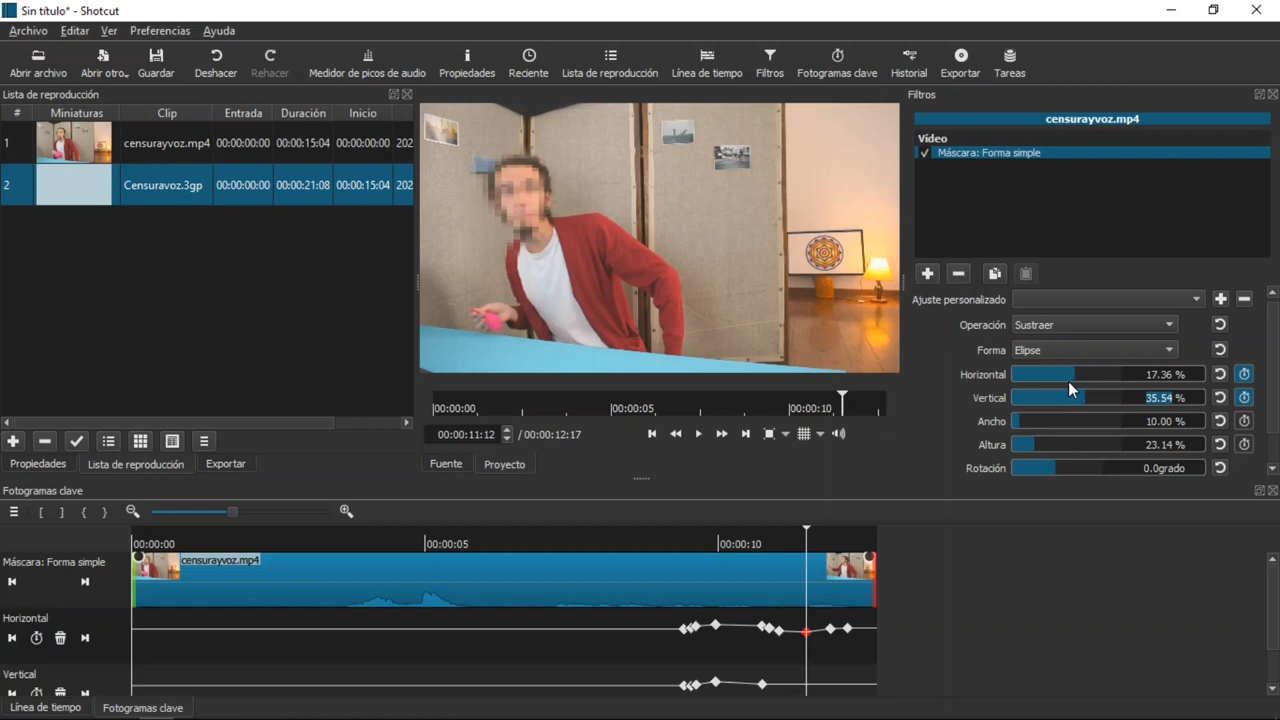 Sin título* - Shotcut
Archivo Editar Ver Preferencias Ayuda
Abrir archivo Abrir otro Guardar Deshacer Rehacer Medidor de picos de audio Propiedades Reciente Lista de reproducción Línea de tiempo Filtros Fotogramas clave Historial Exportar Tareas
Lista de reproducción
# Miniaturas Clip Entrada Duración Inicio
1 censurayvoz.mp4 00:00:00:00 00:00:15:04 00:00:00:00 202
2 Censuravoz.3gp 00:00:00:00 00:00:21:08 00:00:15:04 202
Propiedades Lista de reproducción Exportar
00:00:00 00:00:05 00:00:10
00:00:11:12 / 00:00:12:17
Fuente Proyecto
Filtros
censurayvoz.mp4
Vídeo
Máscara: Forma simple
Ajuste personalizado
Operación Sustraer
Forma Elipse
Horizontal 17.36 %
Vertical 35.54 %
Ancho 10.00 %
Altura 23.14 %
Rotación 0.0grado
Fotogramas clave
00:00:00 00:00:05 00:00:10
Máscara: Forma simple
censurayvoz.mp4
Horizontal
Vertical
Línea de tiempo Fotogramas clave